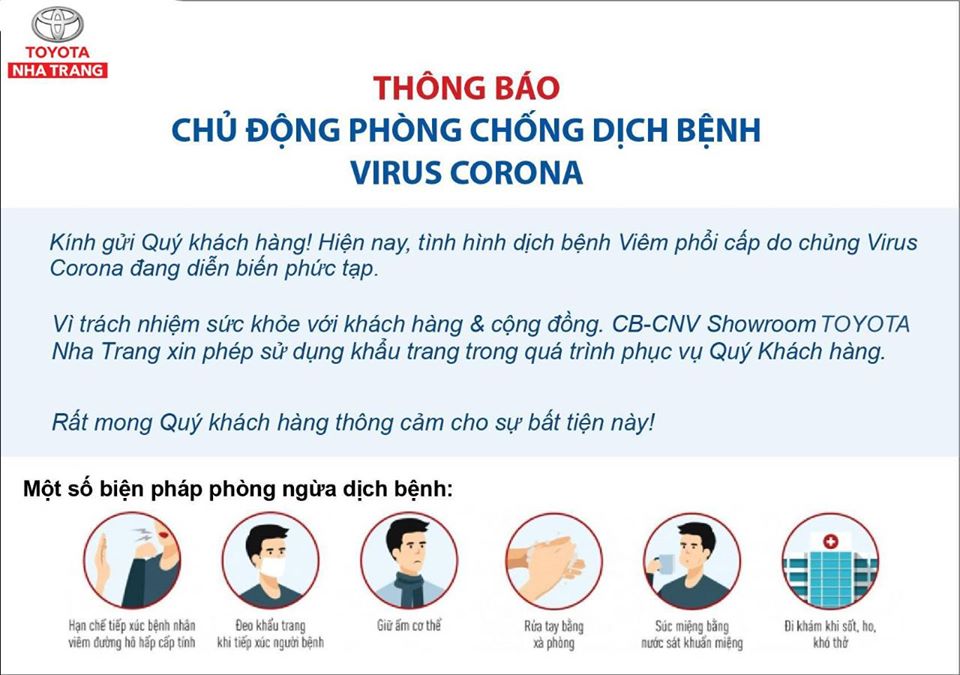 TOYOTA
NHA TRANG
THÔNG BÁO
CHỦ ĐỘNG PHÒNG CHỐNG DỊCH BỆNH
VIRUS CORONA
Kính gửi Quý khách hàng! Hiện nay, tình hình dịch bệnh Viêm phổi cấp do chủng Virus
Corona đang diễn biến phức tạp.
Vì trách nhiệm sức khỏe với khách hàng & cộng đồng. CB-CNV Showroom TOYOTA
Nha Trang xin phép sử dụng khẩu trang trong quá trình phục vụ Quý Khách hàng.
Rất mong Quý khách hàng thông cảm cho sự bất tiện này!
Một số biện pháp phòng ngừa dịch bệnh:
Hạn chế tiếp xúc bệnh nhân
viêm đường hô hấp cấp tính
Đeo khẩu trang
khi tiếp xúc người bệnh
Giữ ấm cơ thể
Rửa tay bằng
xà phòng
Súc miệng bằng
nước sát khuẩn miệng
Đi khám khi sốt, ho,
khó thở